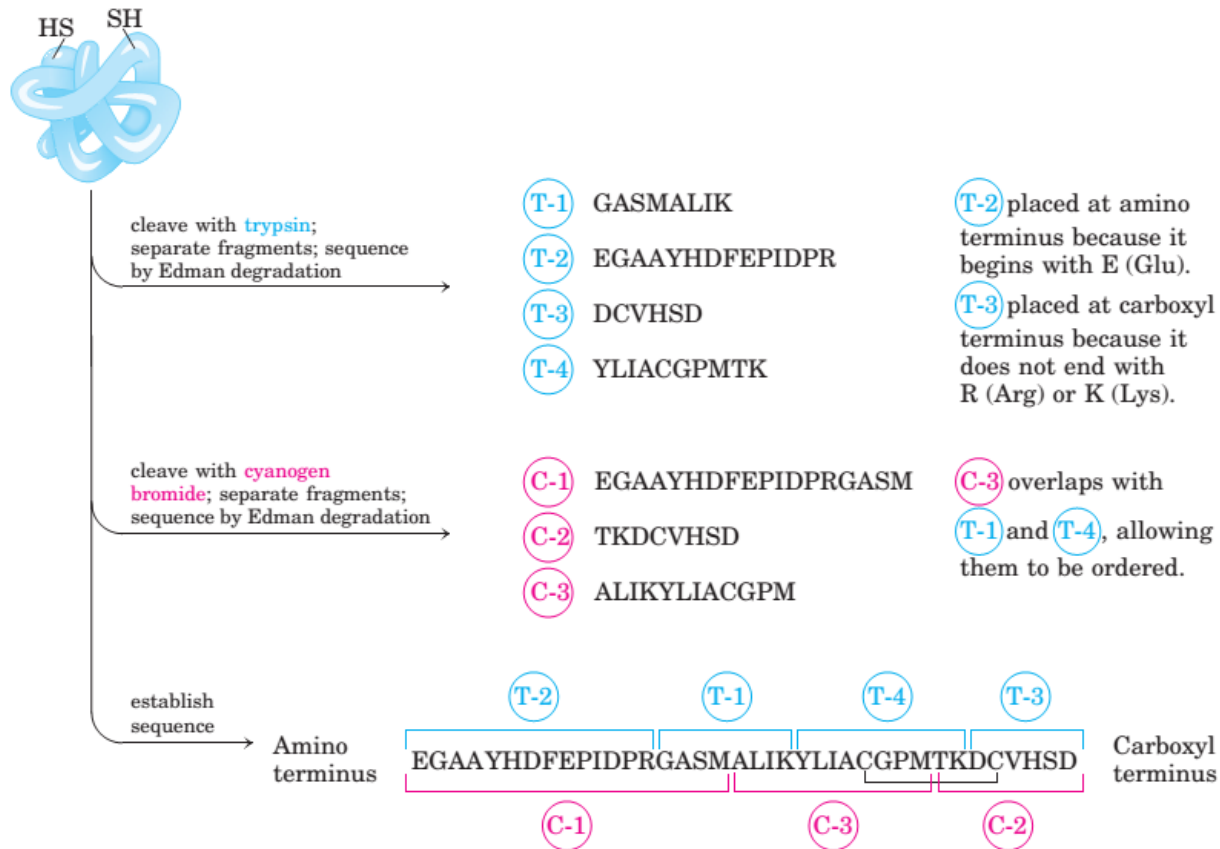 HS
SH
cleave with trypsin;
separate fragments; sequence
by Edman degradation
T-1 GASMALIK
T-2 EGAAYHDFEPIDPR
T-3 DCVHSD
T-4 YLIACGPMTK
T-2 placed at amino
terminus because it
begins with E (Glu).
T-3 placed at carboxyl
terminus because it
does not end with
R (Arg) or K (Lys).
cleave with cyanogen
bromide; separate fragments;
sequence by Edman degradation
C-1 EGAAYHDFEPIDPRGASM
C-2 TKDCVHSD
C-3 ALIKYLIACGPM
C-3 overlaps with
T-1 and T-4, allowing
them to be ordered.
establish
sequence
T-2 T-1 T-4 T-3
Amino
terminus
EGAAYHDFEPIDPRGASMALIKYLIACGPMTKDCVHSD
Carboxyl
terminus
C-1 C-3 C-2